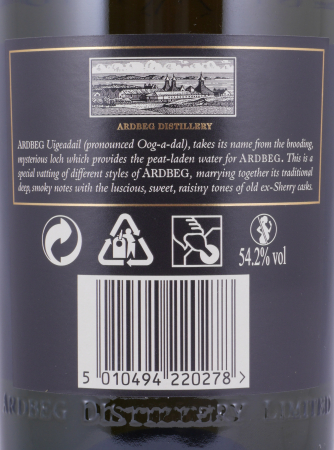 ARDBEG DISTILLERY
ARDBEG Uigeadail (pronounced Oog-a-dal), takes its name from the brooding,
mysterious loch which provides the peat-laden water for ARDBEG. This is a
special vatting of different styles of ARDBEG, marrying together its traditional
deep, smoky notes with the luscious, sweet, raisiny tones of old ex-Sherry casks.
54.2% vol
5 010494 220278 >
ARDBEG DISTILLERY LIMITED